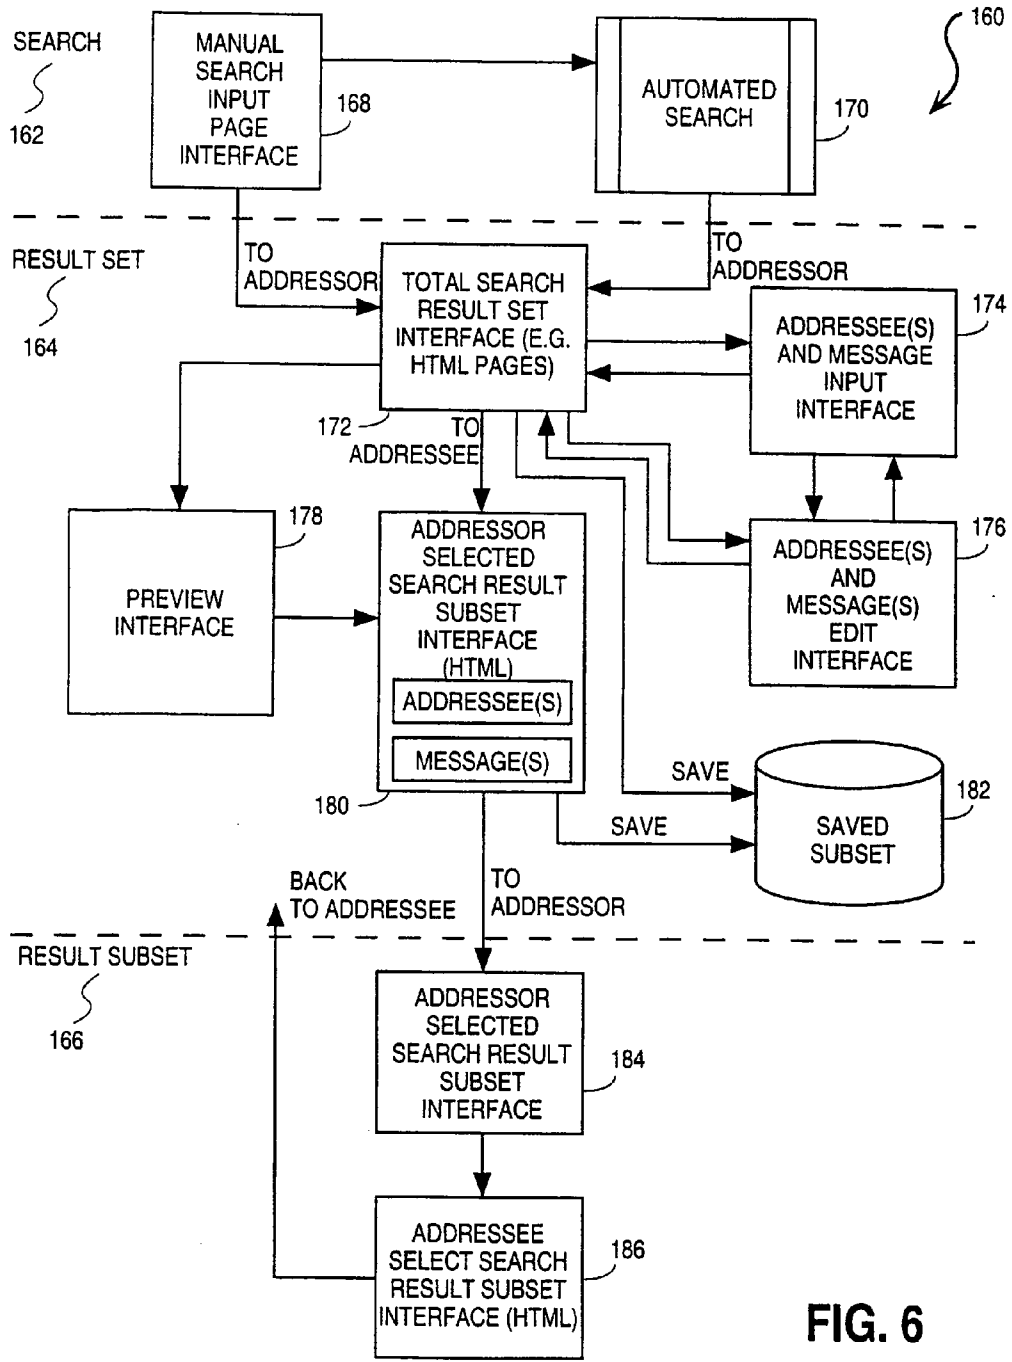 160
SEARCH
162
MANUAL
SEARCH
INPUT
PAGE
INTERFACE
168
AUTOMATED
SEARCH
170
RESULT SET
164
TO
ADDRESSOR
TO
ADDRESSOR
TOTAL SEARCH
RESULT SET
INTERFACE (E.G.
HTML PAGES)
172
ADDRESSEE(S)
AND MESSAGE
INPUT
INTERFACE
174
TO
ADDRESSEE
PREVIEW
INTERFACE
178
ADDRESSOR
SELECTED
SEARCH RESULT
SUBSET
INTERFACE
(HTML)
ADDRESSEE(S)
MESSAGE(S)
180
ADDRESSEE(S)
AND
MESSAGE(S)
EDIT
INTERFACE
176
SAVE
SAVE
SAVED
SUBSET
182
BACK
TO ADDRESSEE
TO
ADDRESSOR
RESULT SUBSET
166
ADDRESSOR
SELECTED
SEARCH RESULT
SUBSET
INTERFACE
184
ADDRESSEE
SELECT SEARCH
RESULT SUBSET
INTERFACE (HTML)
186
FIG. 6